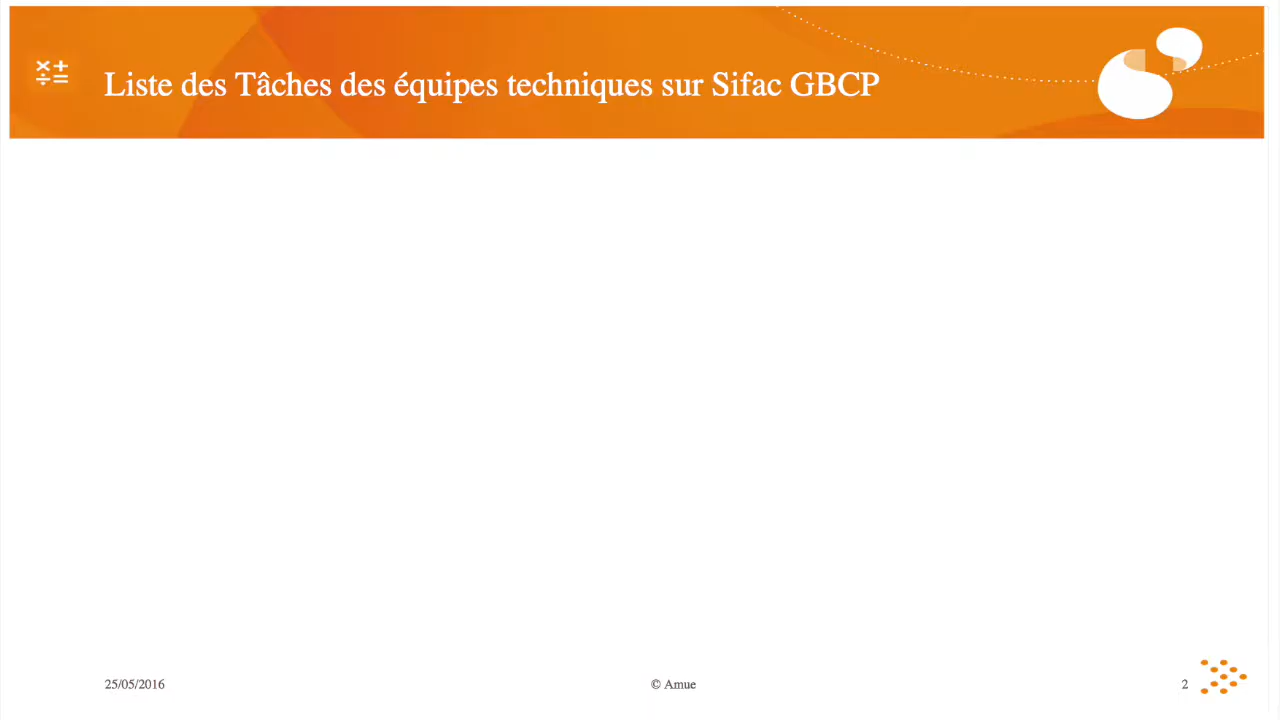 Liste des Tâches des équipes techniques sur Sifac GBCP
25/05/2016
© Amue
2